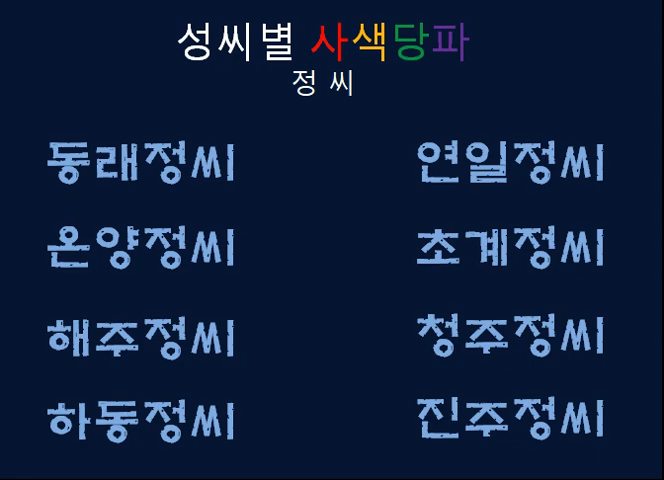 성씨별 사색당파
정 씨
동래정씨 연일정씨
온양정씨 초계정씨
해주정씨 청주정씨
하동정씨 진주정씨